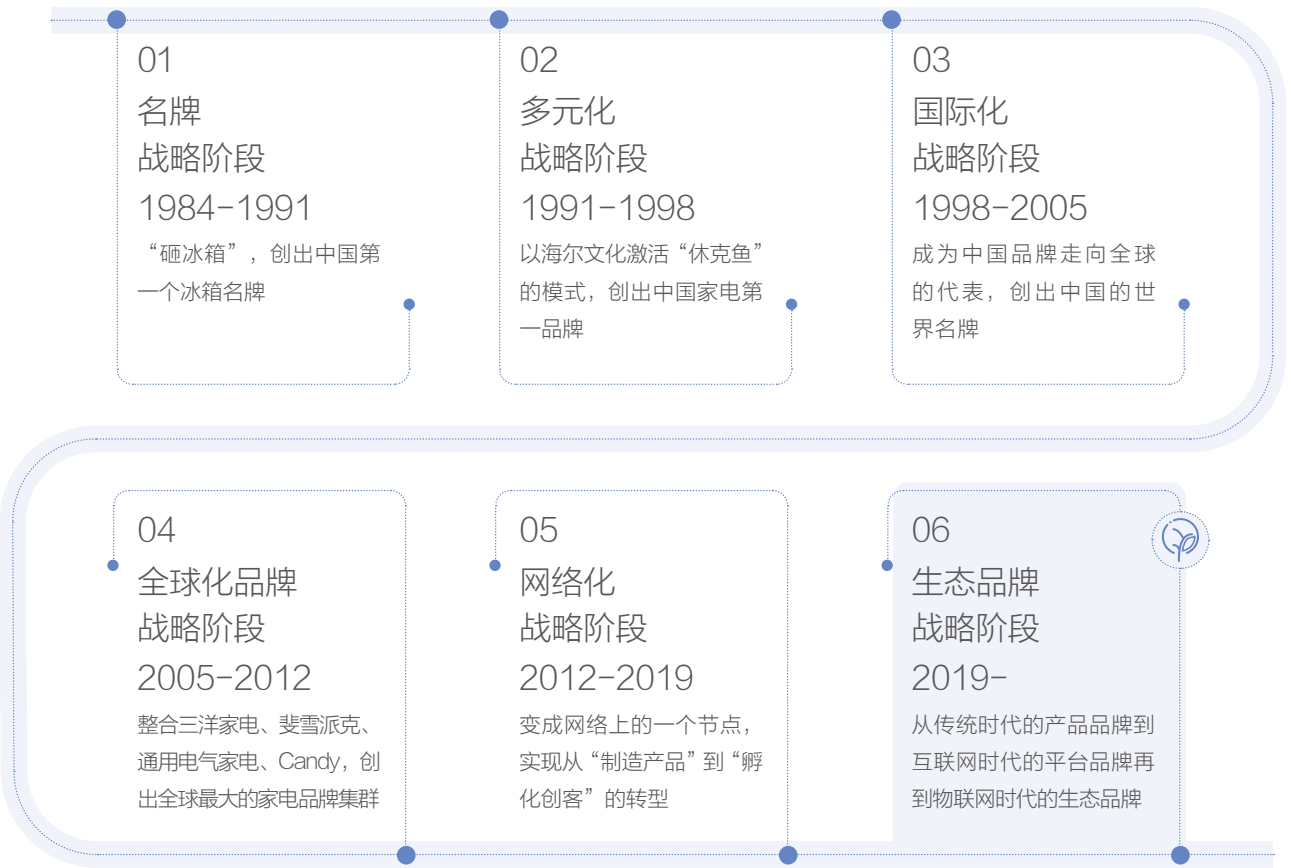 01
名牌
战略阶段
1984-1991
“砸冰箱”，创出中国第
一个冰箱名牌
02
多元化
战略阶段
1991-1998
以海尔文化激活“休克鱼”
的模式，创出中国家电第
一品牌
03
国际化
战略阶段
1998-2005
成为中国品牌走向全球
的代表，创出中国的世
界名牌
04
全球化品牌
战略阶段
2005-2012
整合三洋家电、斐雪派克、
通用电气家电、Candy，创
出全球最大的家电品牌集群
05
网络化
战略阶段
2012-2019
变成网络上的一个节点，
实现从“制造产品”到“孵
化创客”的转型
06
生态品牌
战略阶段
2019-
从传统时代的产品品牌到
互联网时代的平台品牌再
到物联网时代的生态品牌